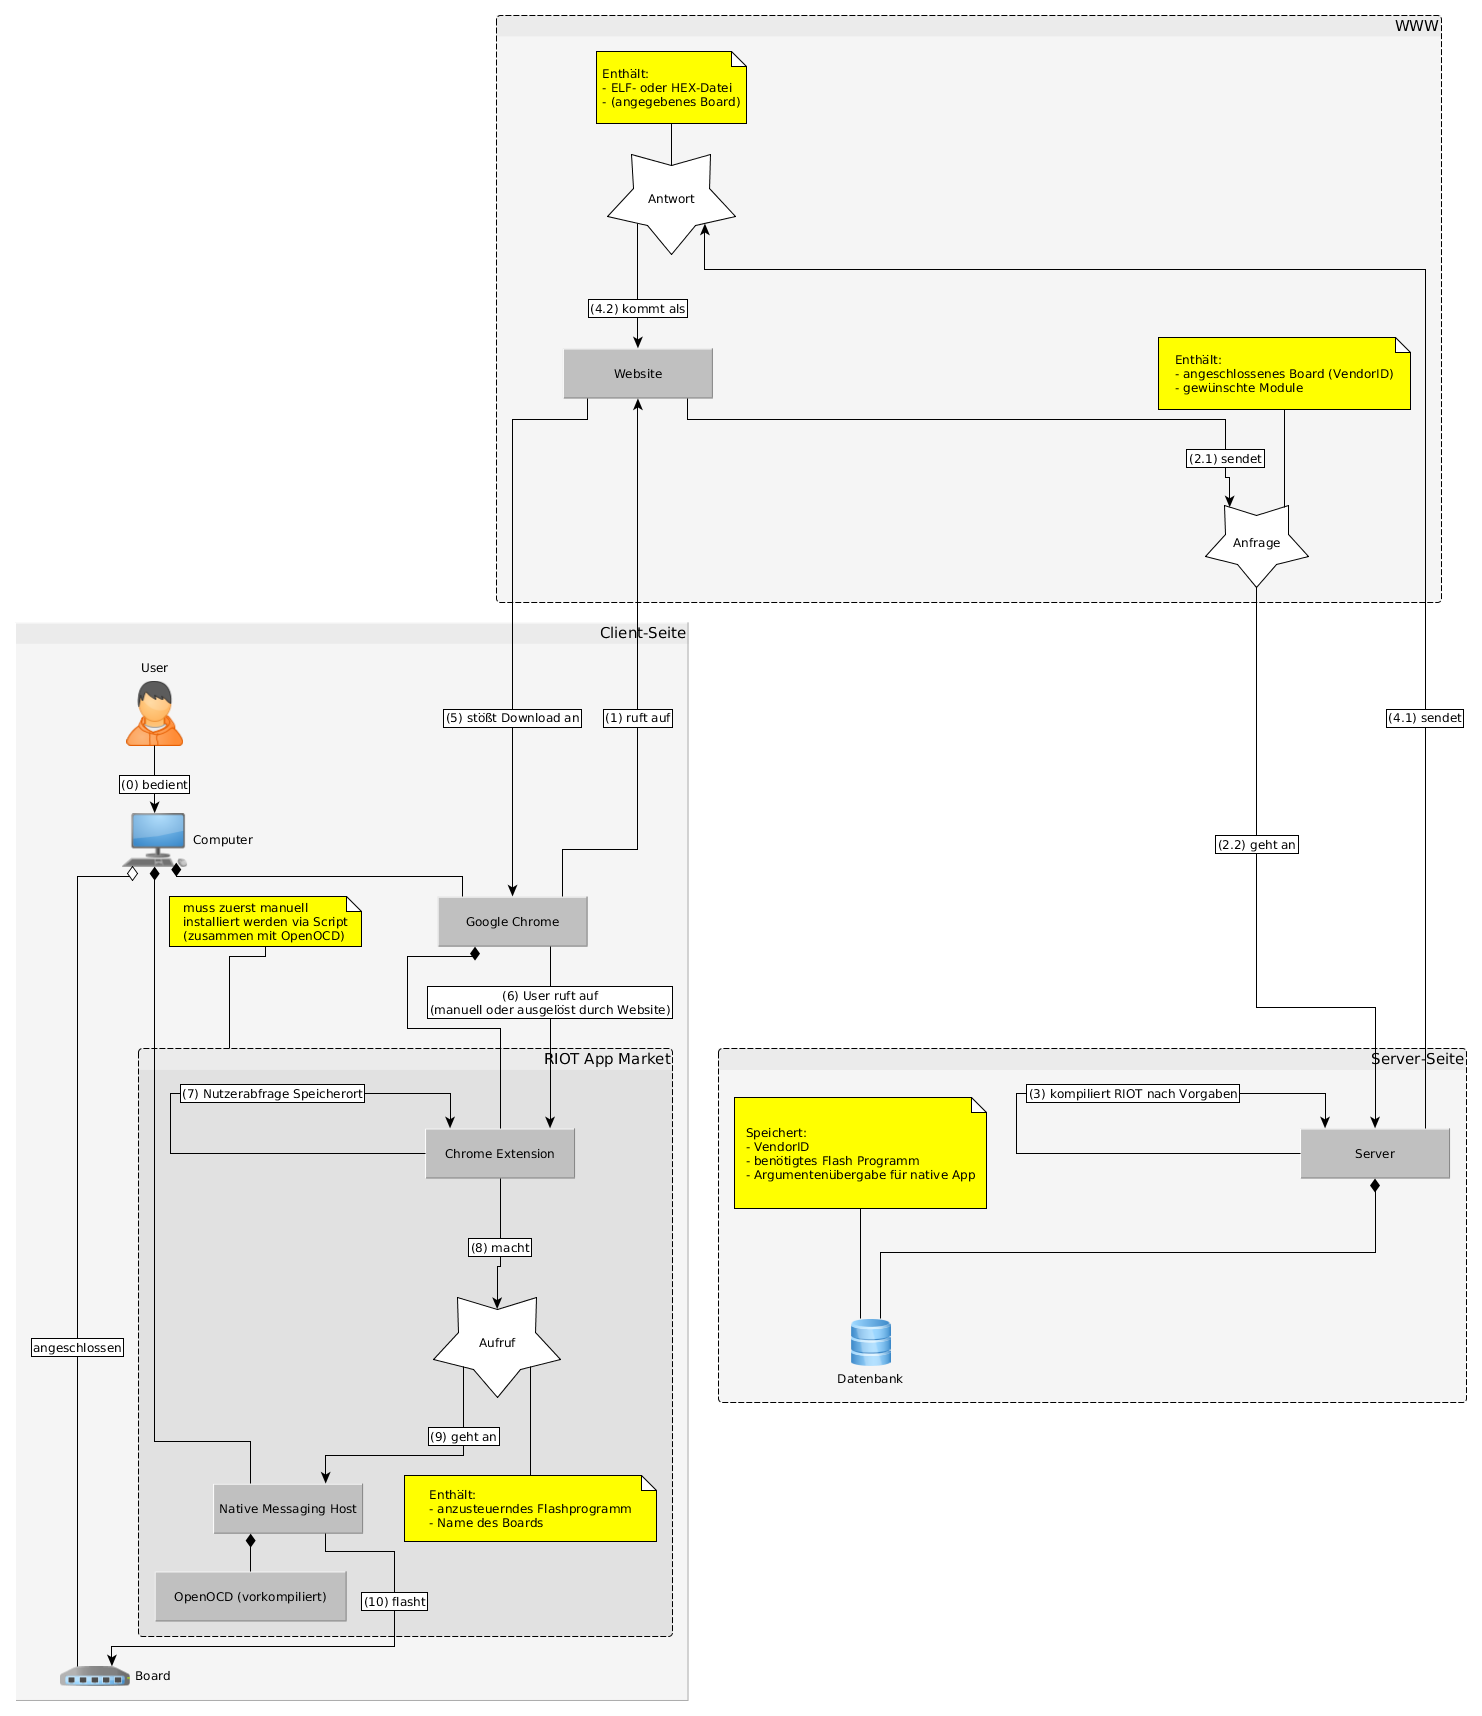 WWW
Enthält:
- ELF- oder HEX-Datei
- (angegebenes Board)
Antwort
(4.2) kommt als
Website
Enthält:
- angeschlossenes Board (VendorID)
- gewünschte Module
(2.1) sendet
Anfrage
Client-Seite
User
(5) stößt Download an
(1) ruft auf
(4.1) sendet
(0) bedient
Computer
(2.2) geht an
muss zuerst manuell
installiert werden via Script
(zusammen mit OpenOCD)
Google Chrome
(6) User ruft auf
(manuell oder ausgelöst durch Website)
RIOT App Market
(7) Nutzerabfrage Speicherort
Chrome Extension
Server-Seite
(3) kompiliert RIOT nach Vorgaben
Speichert:
- VendorID
- benötigtes Flash Programm
- Argumentenübergabe für native App
Server
(8) macht
Aufruf
angeschlossen
Datenbank
(9) geht an
Native Messaging Host
Enthält:
- anzusteuerndes Flashprogramm
- Name des Boards
OpenOCD (vorkompiliert)
(10) flasht
Board